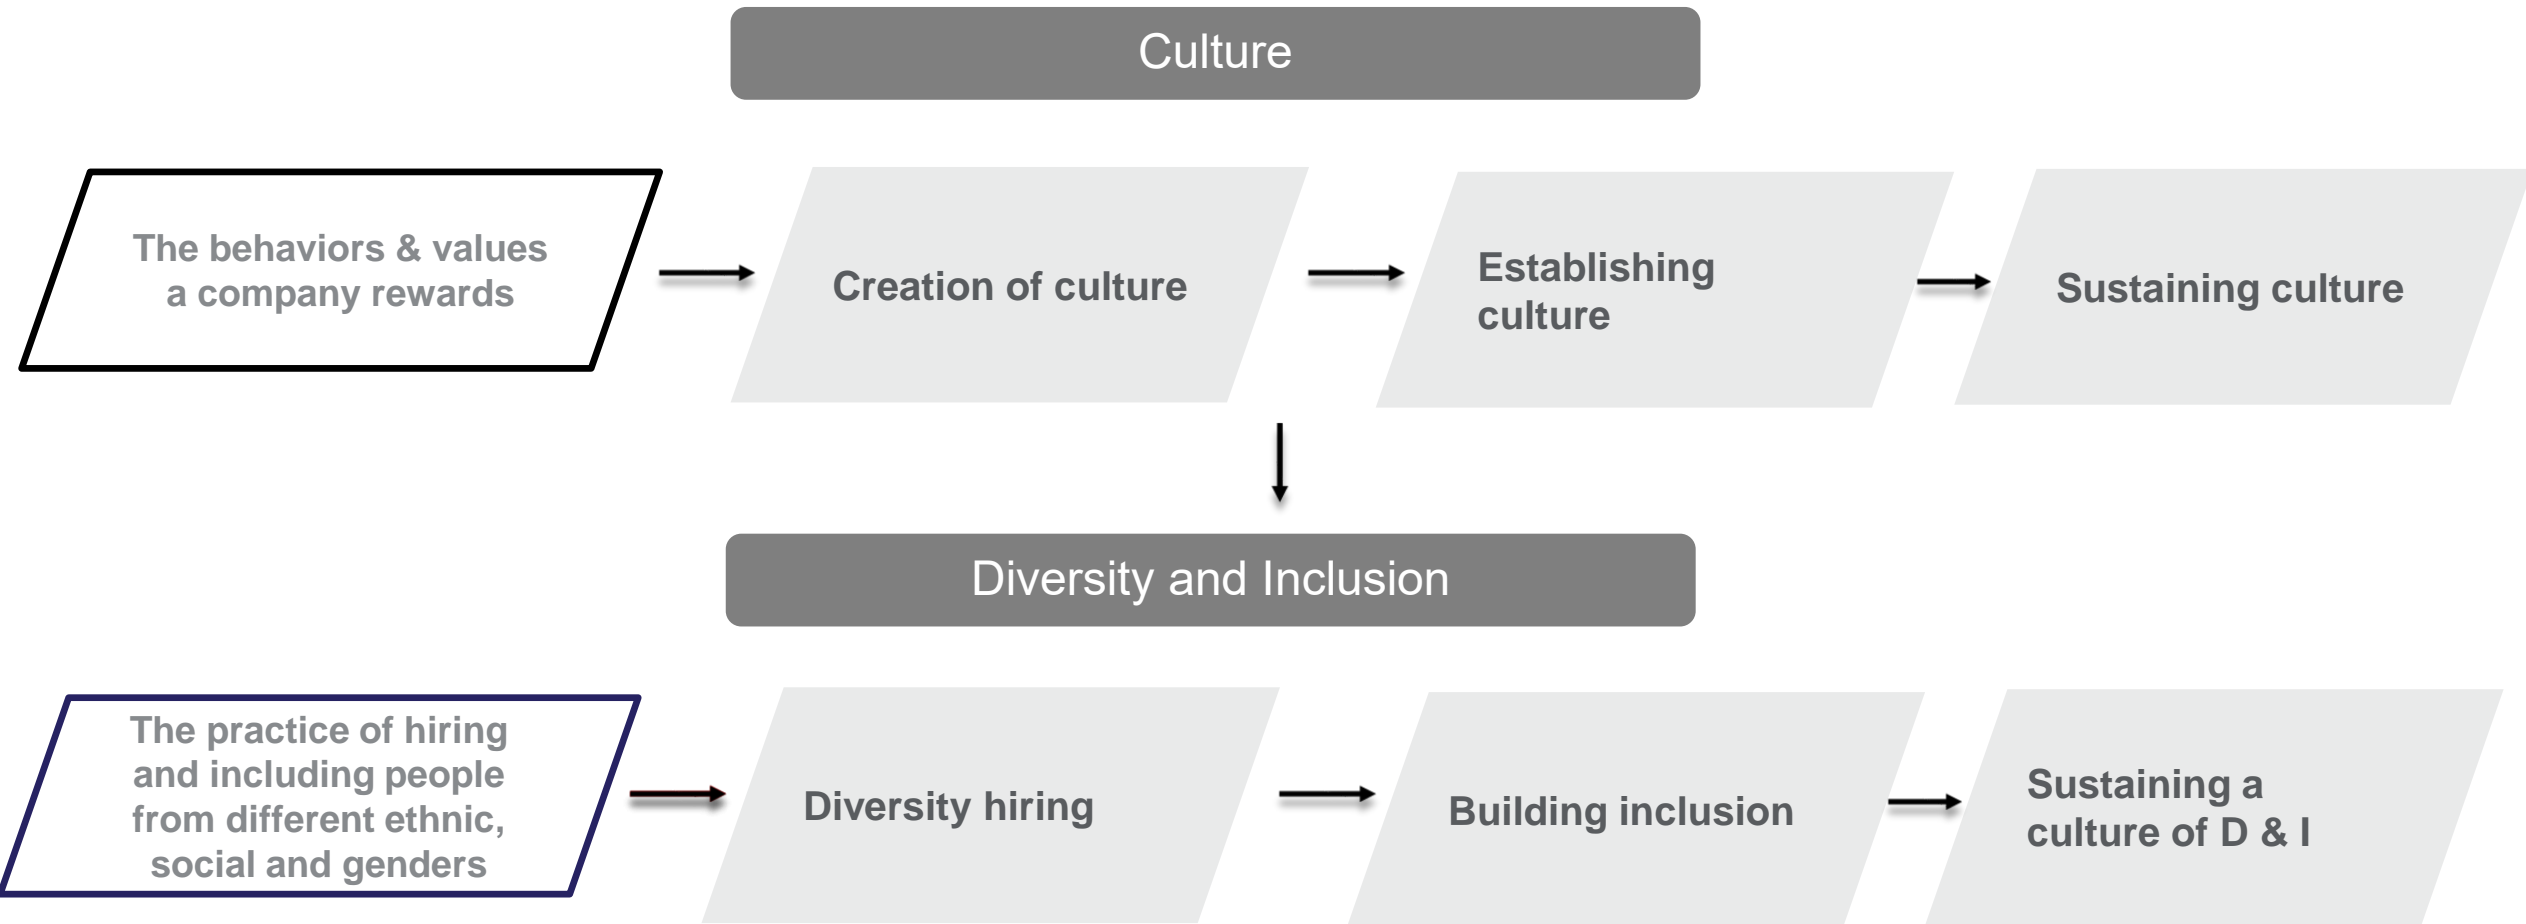 Culture
The behaviors & values
a company rewards
Creation of culture
Establishing
culture
Sustaining culture
Diversity and Inclusion
The practice of hiring
and including people
from different ethnic,
social and genders
Diversity hiring
Building inclusion
Sustaining a
culture of D & I